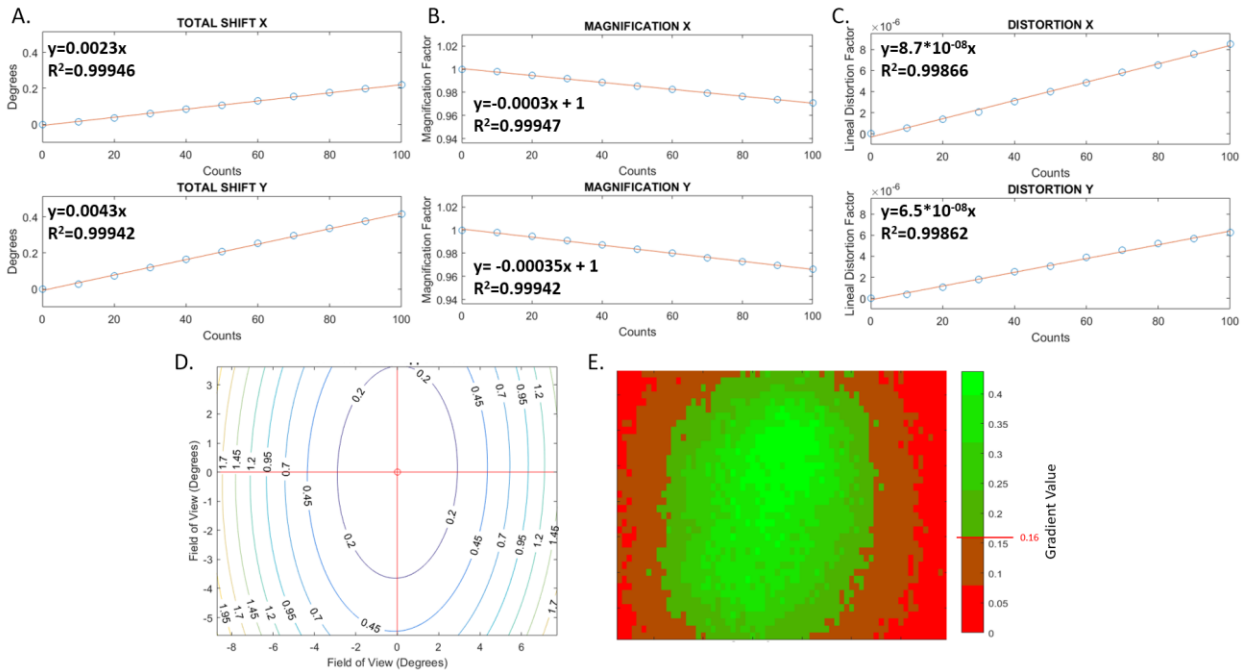 A.
TOTAL SHIFT X
y=0.0023x
R²=0.99946
Degrees
0.4
0.2
0
0 20 40 60 80 100
Counts
TOTAL SHIFT Y
y=0.0043x
R²=0.99942
Degrees
0.4
0.2
0
0 20 40 60 80 100
Counts
B.
MAGNIFICATION X
Magnification Factor
1.02
1
0.98
0.96
0.94
y=-0.0003x + 1
R²=0.99947
0 20 40 60 80 100
Counts
MAGNIFICATION Y
Magnification Factor
1.02
1
0.98
0.96
0.94
y= -0.00035x + 1
R²=0.99942
0 20 40 60 80 100
Counts
C.
DISTORTION X
×10⁻⁶
y=8.7*10⁻⁰⁸x
R²=0.99866
Lineal Distortion Factor
8
6
4
2
0
0 20 40 60 80 100
Counts
DISTORTION Y
×10⁻⁶
y=6.5*10⁻⁰⁸x
R²=0.99862
Lineal Distortion Factor
8
6
4
2
0
0 20 40 60 80 100
Counts
D.
Field of View (Degrees)
3
2
1
0
-1
-2
-3
-4
-5
0.2 0.2
0.45 0.7 0.95 1.2
1.7 1.45 1.2 0.95 0.7 0.45
0.2 0.2
1.95 1.7 1.45 1.2 0.95 0.7 0.45
0.45 0.7 0.95 1.2 1.45 1.7
-8 -6 -4 -2 0 2 4 6
Field of View (Degrees)
E.
0.4
0.35
0.3
0.25
0.2
0.16
0.15
0.1
0.05
0
Gradient Value